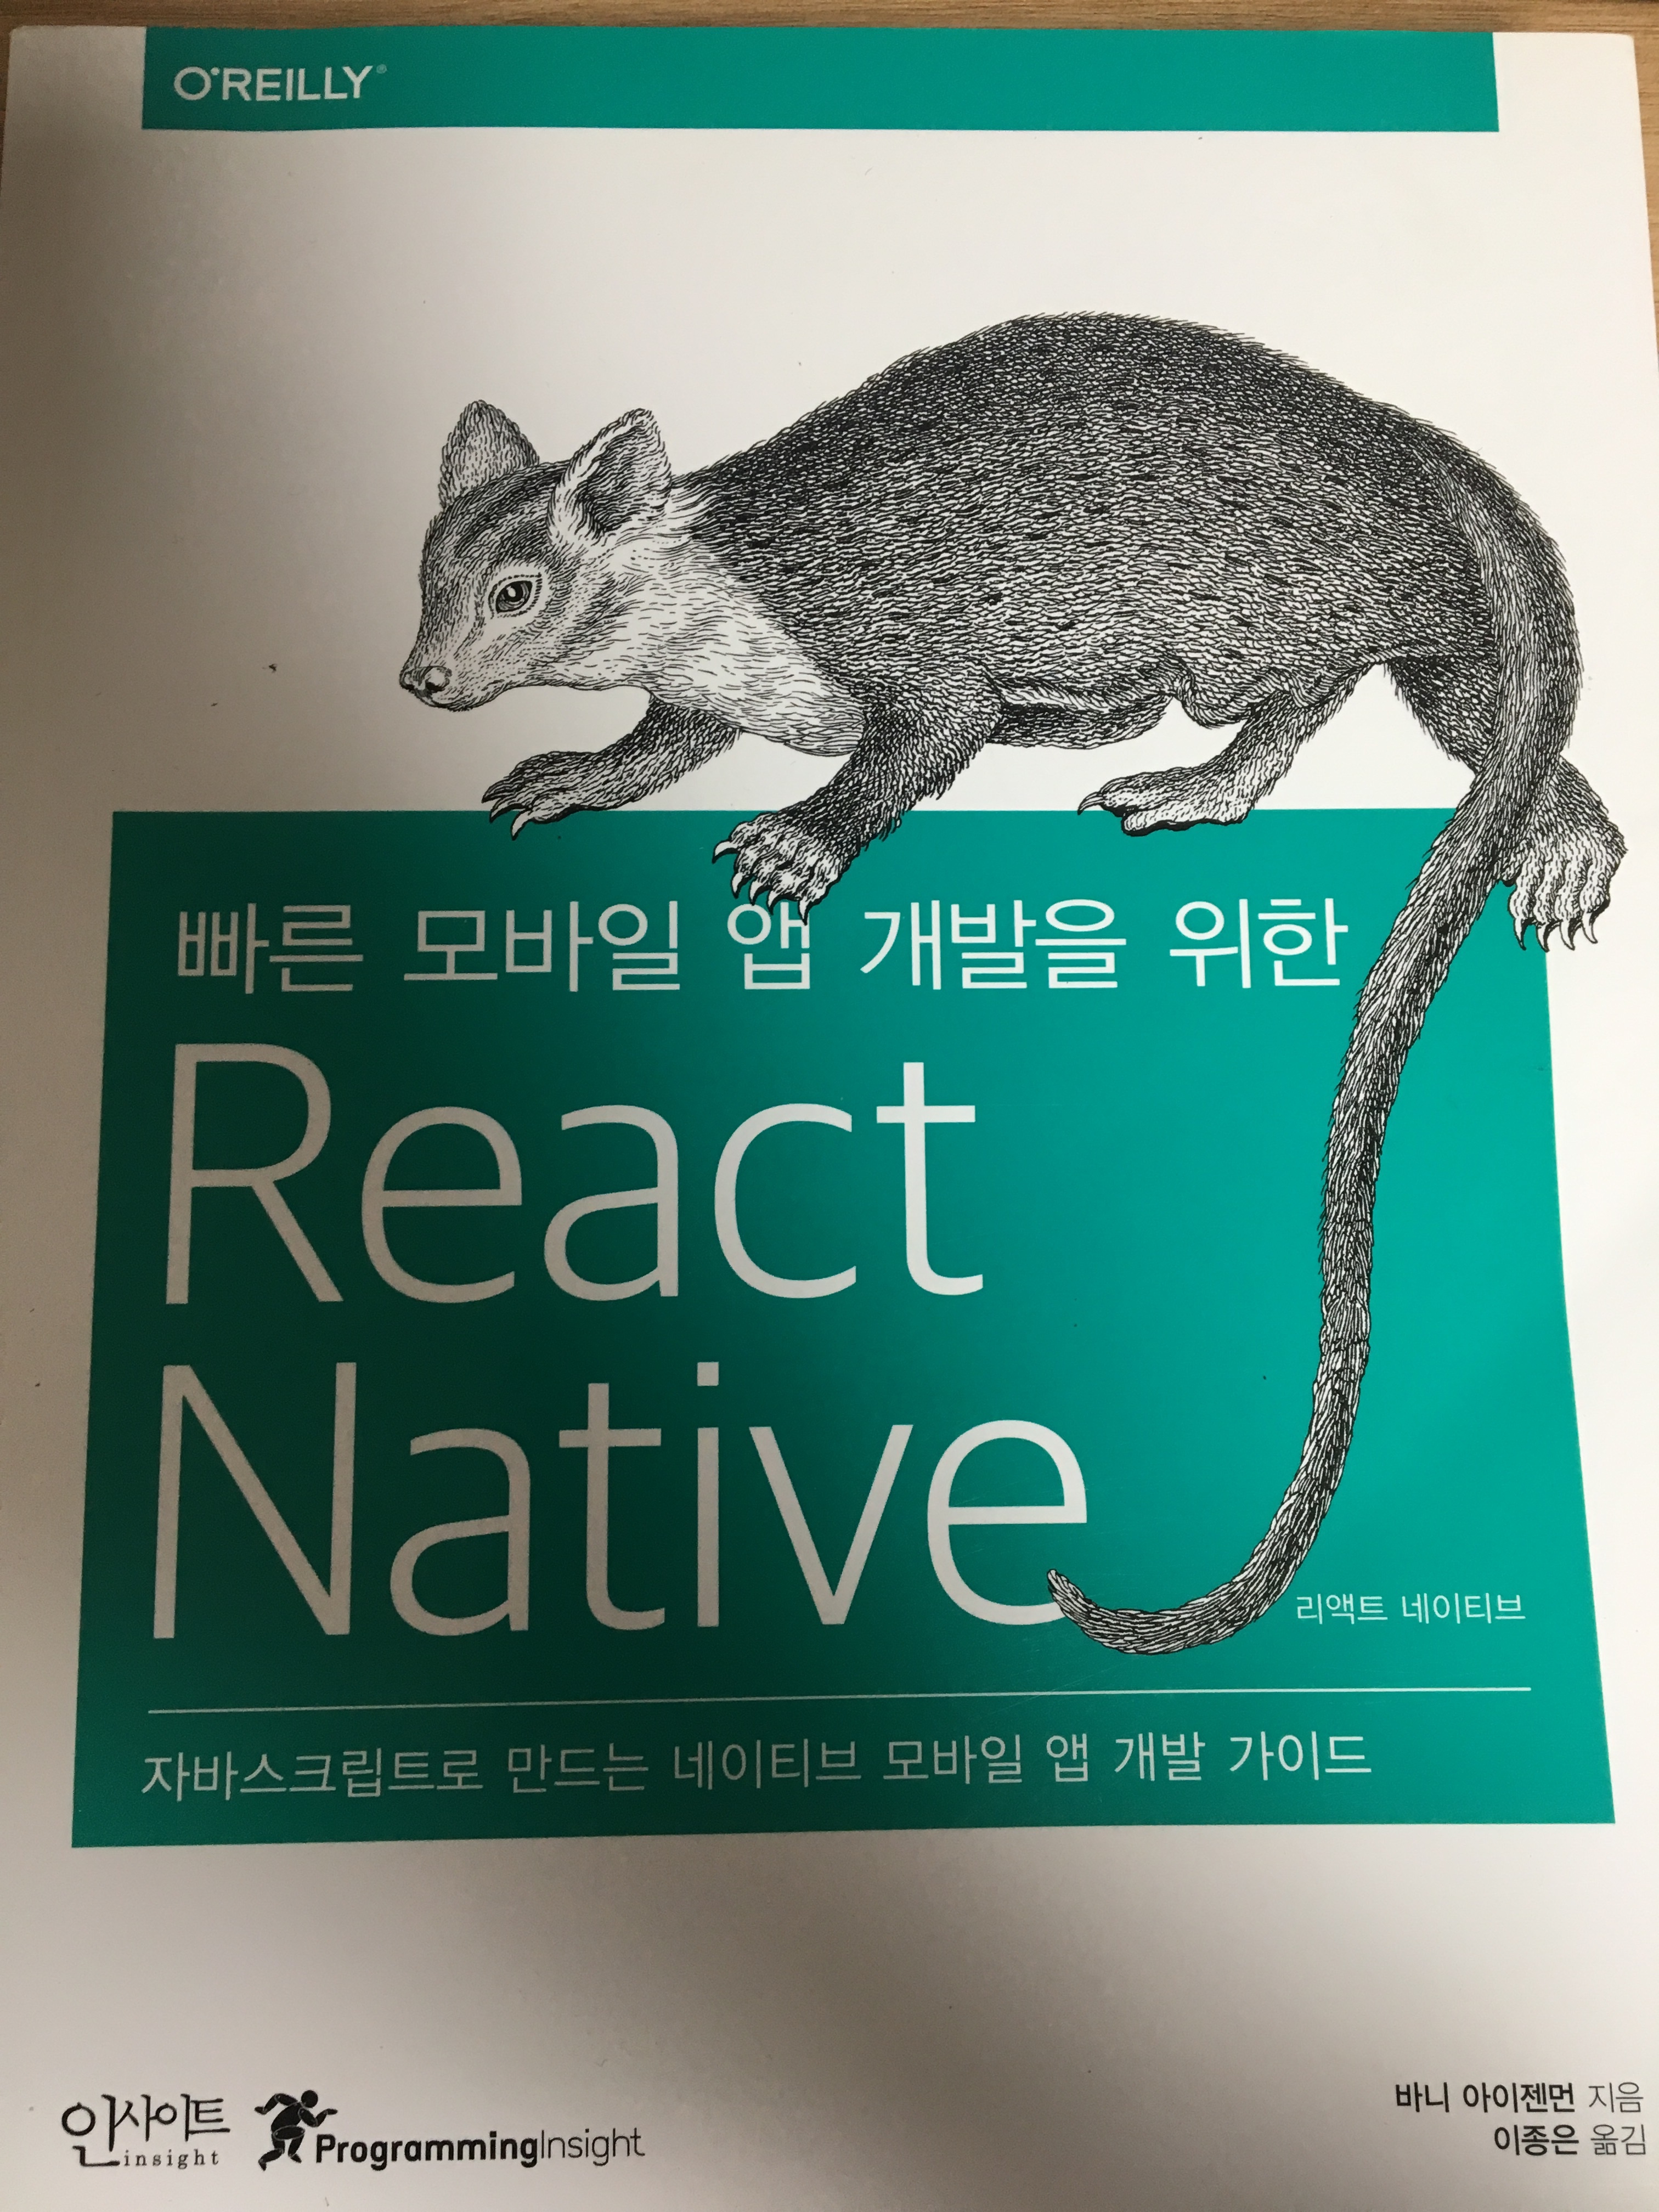 O'REILLY®
빠른 모바일 앱 개발을 위한
React
Native
리액트 네이티브
자바스크립트로 만드는 네이티브 모바일 앱 개발 가이드
인사이트
insight
ProgrammingInsight
바니 아이젠먼 지음
이종은 옮김